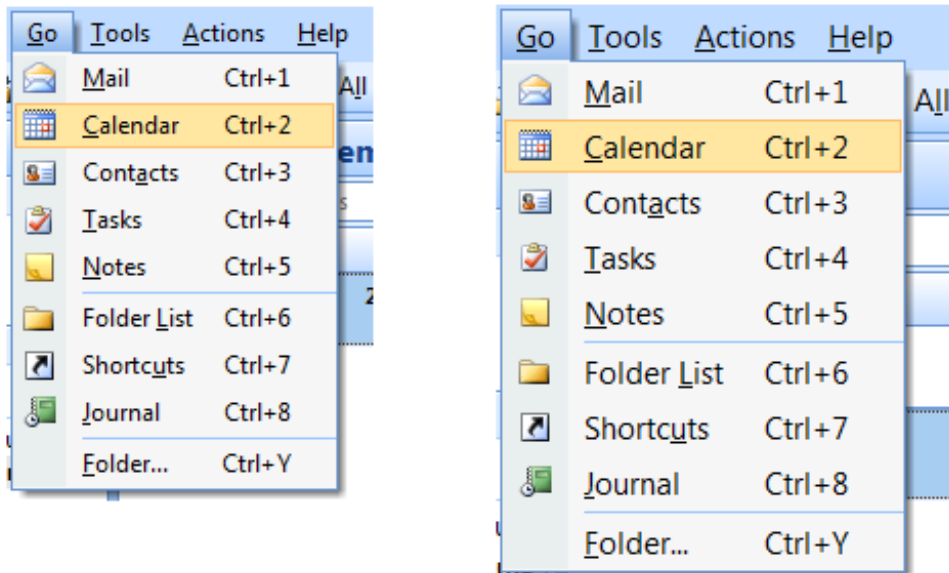 Go Tools Actions Help
Mail Ctrl+1
All
Calendar Ctrl+2
Contacts Ctrl+3
Tasks Ctrl+4
Notes Ctrl+5
Folder List Ctrl+6
Shortcuts Ctrl+7
Journal Ctrl+8
Folder... Ctrl+Y
Go Tools Actions Help
Mail Ctrl+1
All
Calendar Ctrl+2
Contacts Ctrl+3
Tasks Ctrl+4
Notes Ctrl+5
Folder List Ctrl+6
Shortcuts Ctrl+7
Journal Ctrl+8
Folder... Ctrl+Y